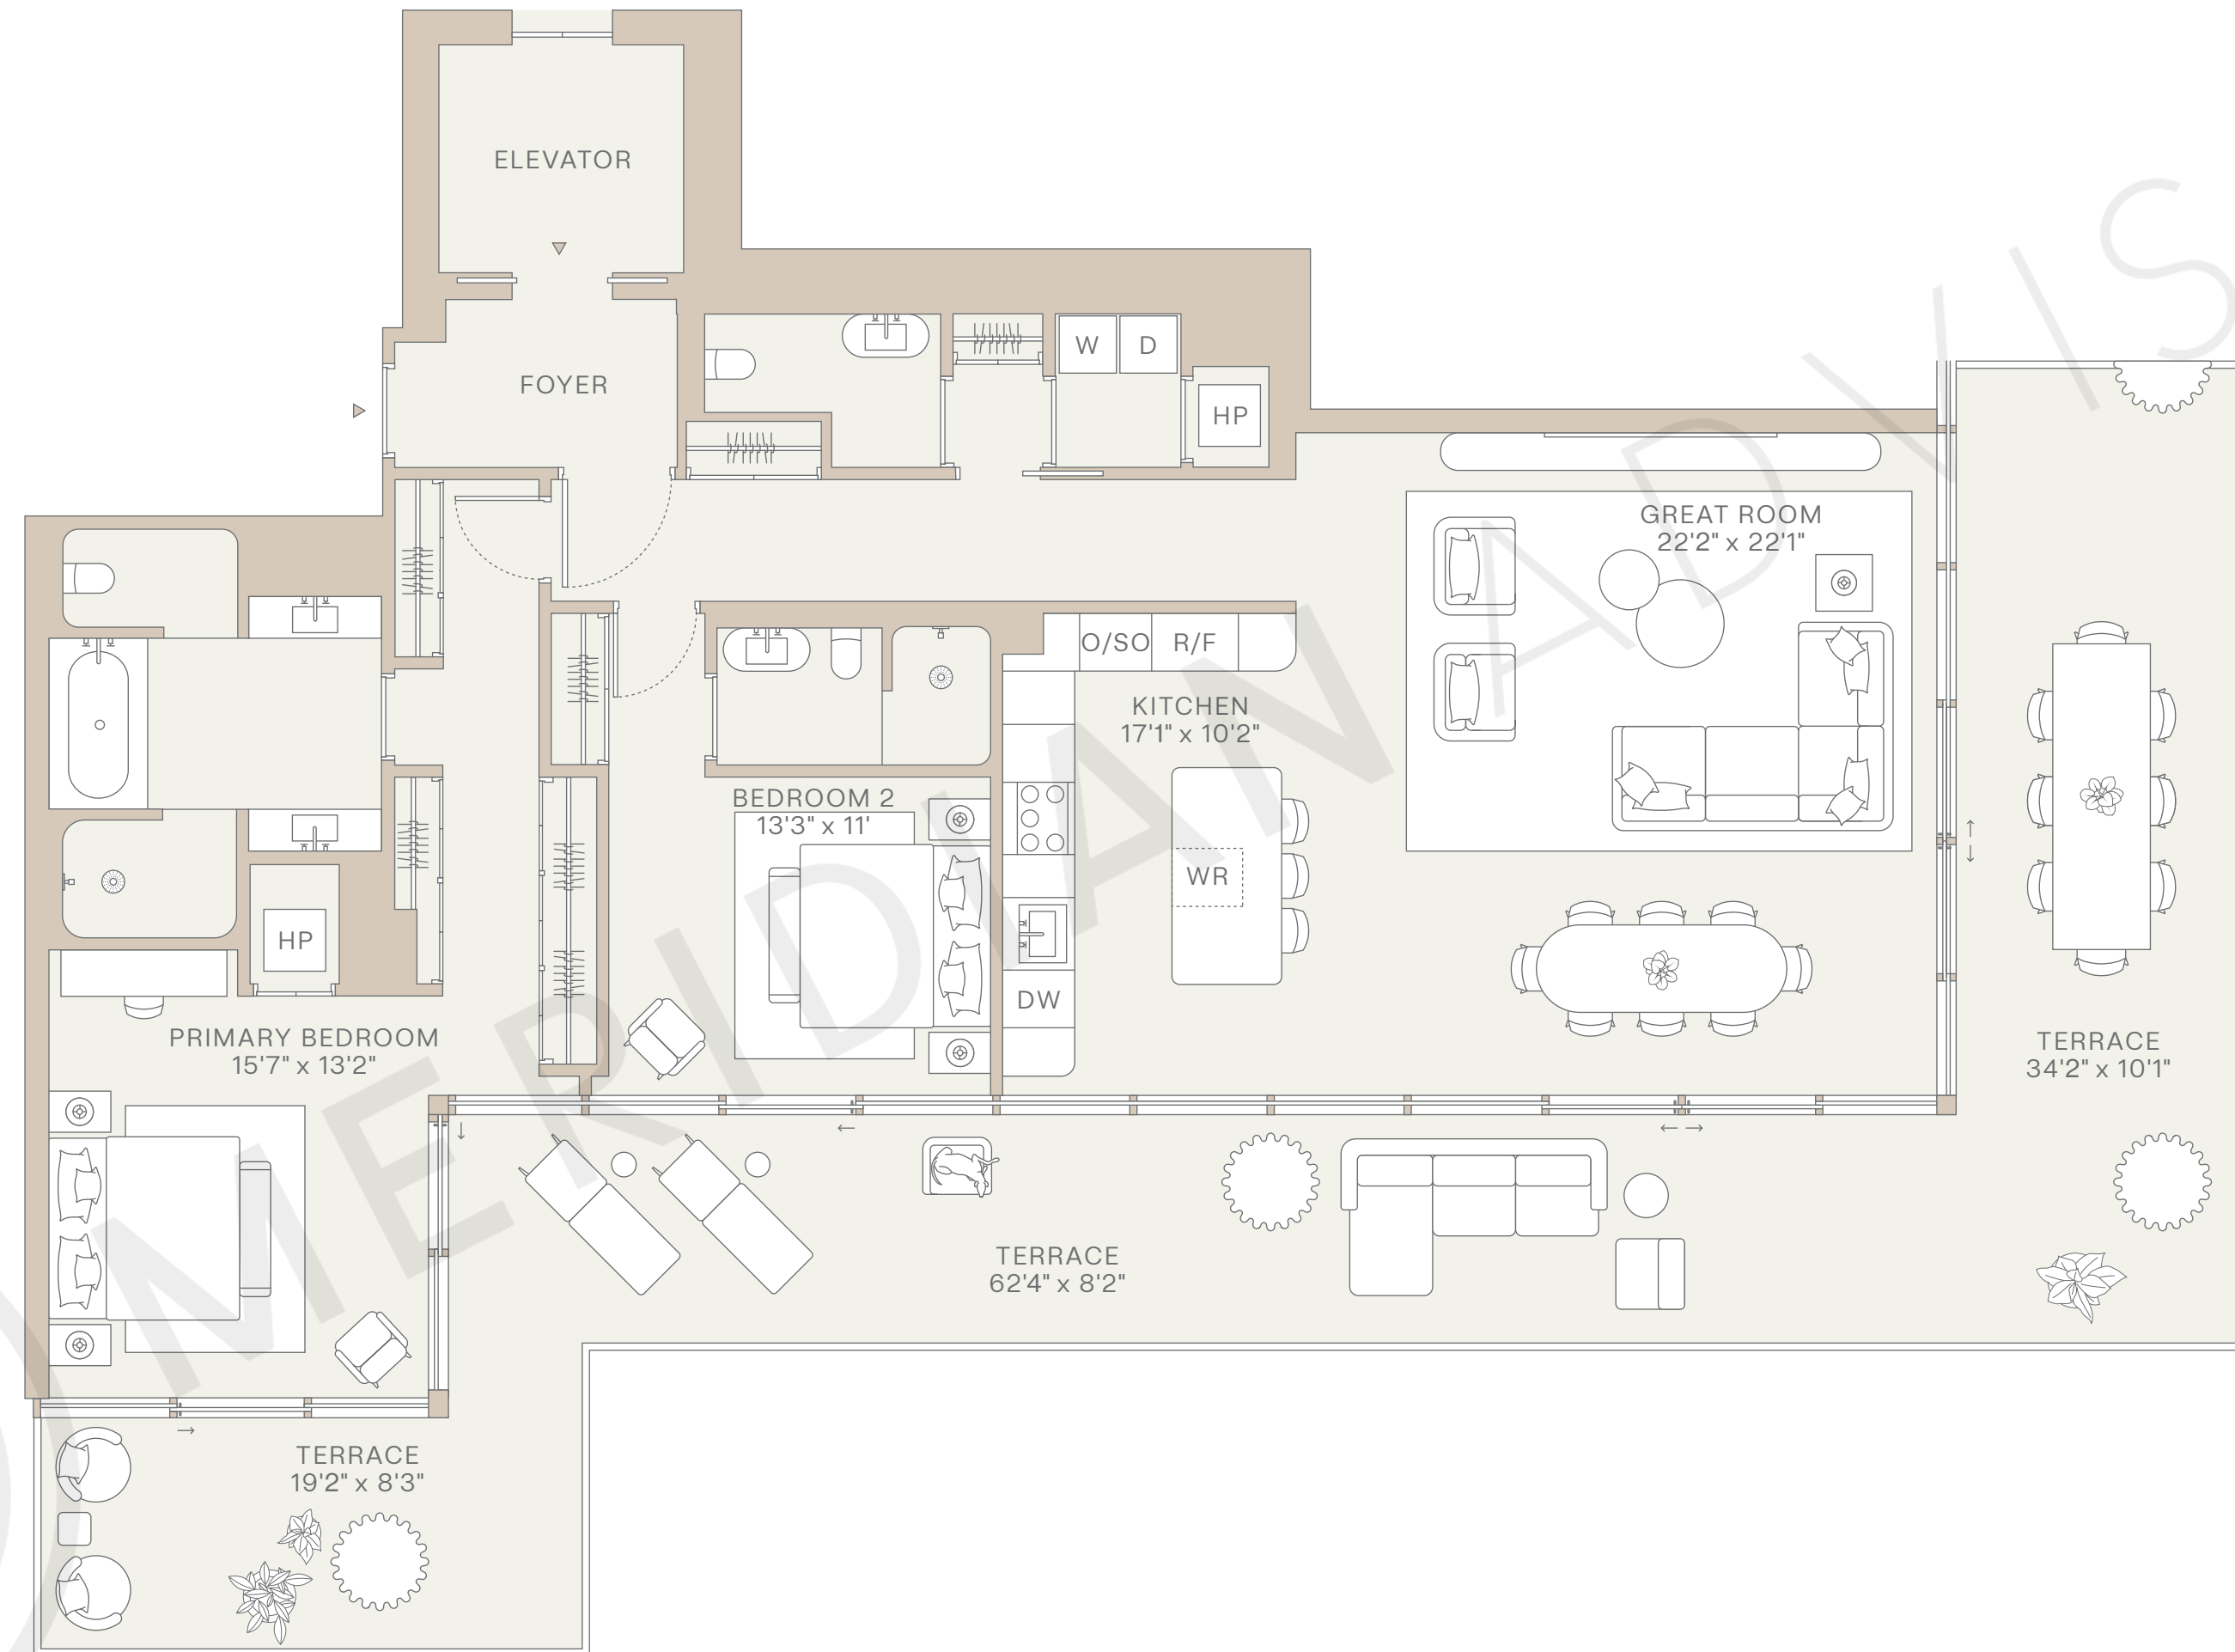 ELEVATOR
FOYER
W
D
HP
GREAT ROOM
22'2" x 22'1"
O/SO
R/F
KITCHEN
17'1" x 10'2"
BEDROOM 2
13'3" x 11'
WR
HP
DW
PRIMARY BEDROOM
15'7" x 13'2"
TERRACE
34'2" x 10'1"
TERRACE
62'4" x 8'2"
TERRACE
19'2" x 8'3"
MERIDIAN ADVIS